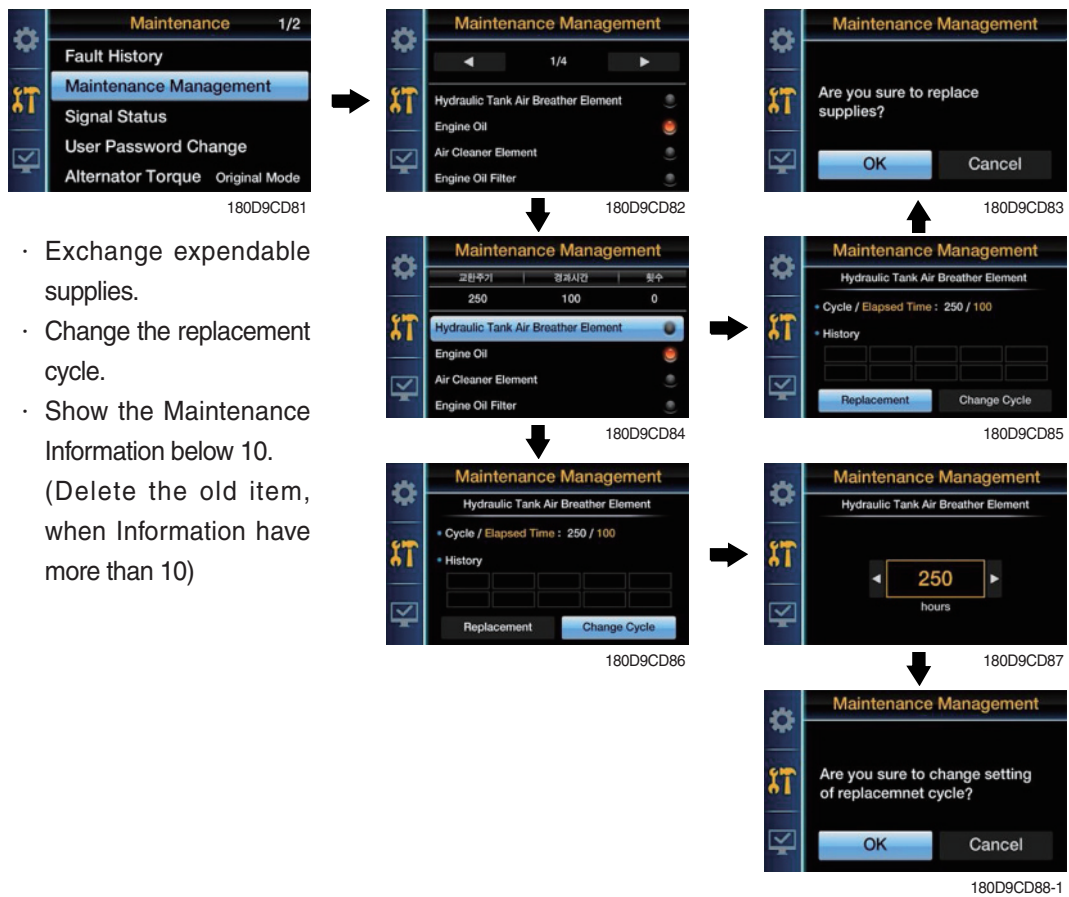 Maintenance 1/2
Fault History
Maintenance Management
Signal Status
User Password Change
Alternator Torque Original Mode
180D9CD81
· Exchange expendable
supplies.
· Change the replacement
cycle.
· Show the Maintenance
Information below 10.
(Delete the old item,
when Information have
more than 10)
Maintenance Management
◀ 1/4 ▶
Hydraulic Tank Air Breather Element
Engine Oil
Air Cleaner Element
Engine Oil Filter
180D9CD82
Maintenance Management
Are you sure to replace
supplies?
OK Cancel
180D9CD83
Maintenance Management
교환주기 | 경과시간 | 횟수
250 100 0
Hydraulic Tank Air Breather Element
Engine Oil
Air Cleaner Element
Engine Oil Filter
180D9CD84
Maintenance Management
Hydraulic Tank Air Breather Element
• Cycle / Elapsed Time : 250 / 100
• History
Replacement Change Cycle
180D9CD85
Maintenance Management
Hydraulic Tank Air Breather Element
• Cycle / Elapsed Time : 250 / 100
• History
Replacement Change Cycle
180D9CD86
Maintenance Management
Hydraulic Tank Air Breather Element
◀ 250 ▶
hours
180D9CD87
Maintenance Management
Are you sure to change setting
of replacemnet cycle?
OK Cancel
180D9CD88-1